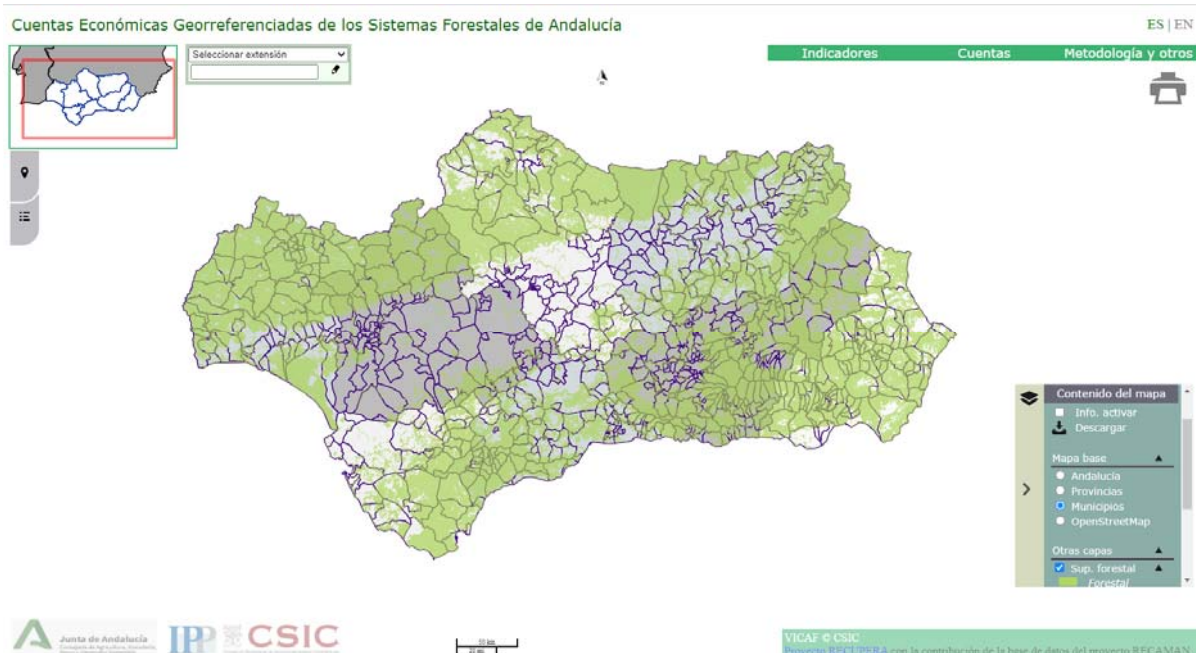 Cuentas Económicas Georreferenciadas de los Sistemas Forestales de Andalucía
ES | EN
Seleccionar extensión
Indicadores Cuentas Metodología y otros
Contenido del mapa
Info. activar
Descargar
Mapa base
Andalucía
Provincias
Municipios
OpenStreetMap
Otras capas
Sup. forestal
Forestal
Junta de Andalucía
IPP CSIC
VICAF © CSIC
Proyecto RECUPERA con la contribución de la base de datos del proyecto RECAMAN